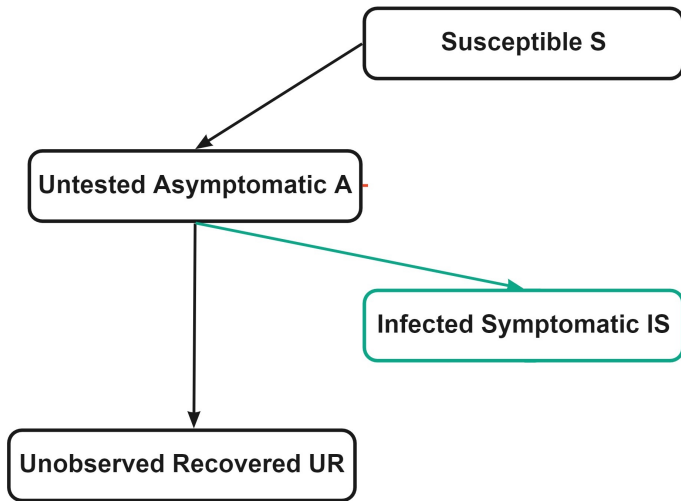 Susceptible S
Untested Asymptomatic A
Infected Symptomatic IS
Unobserved Recovered UR